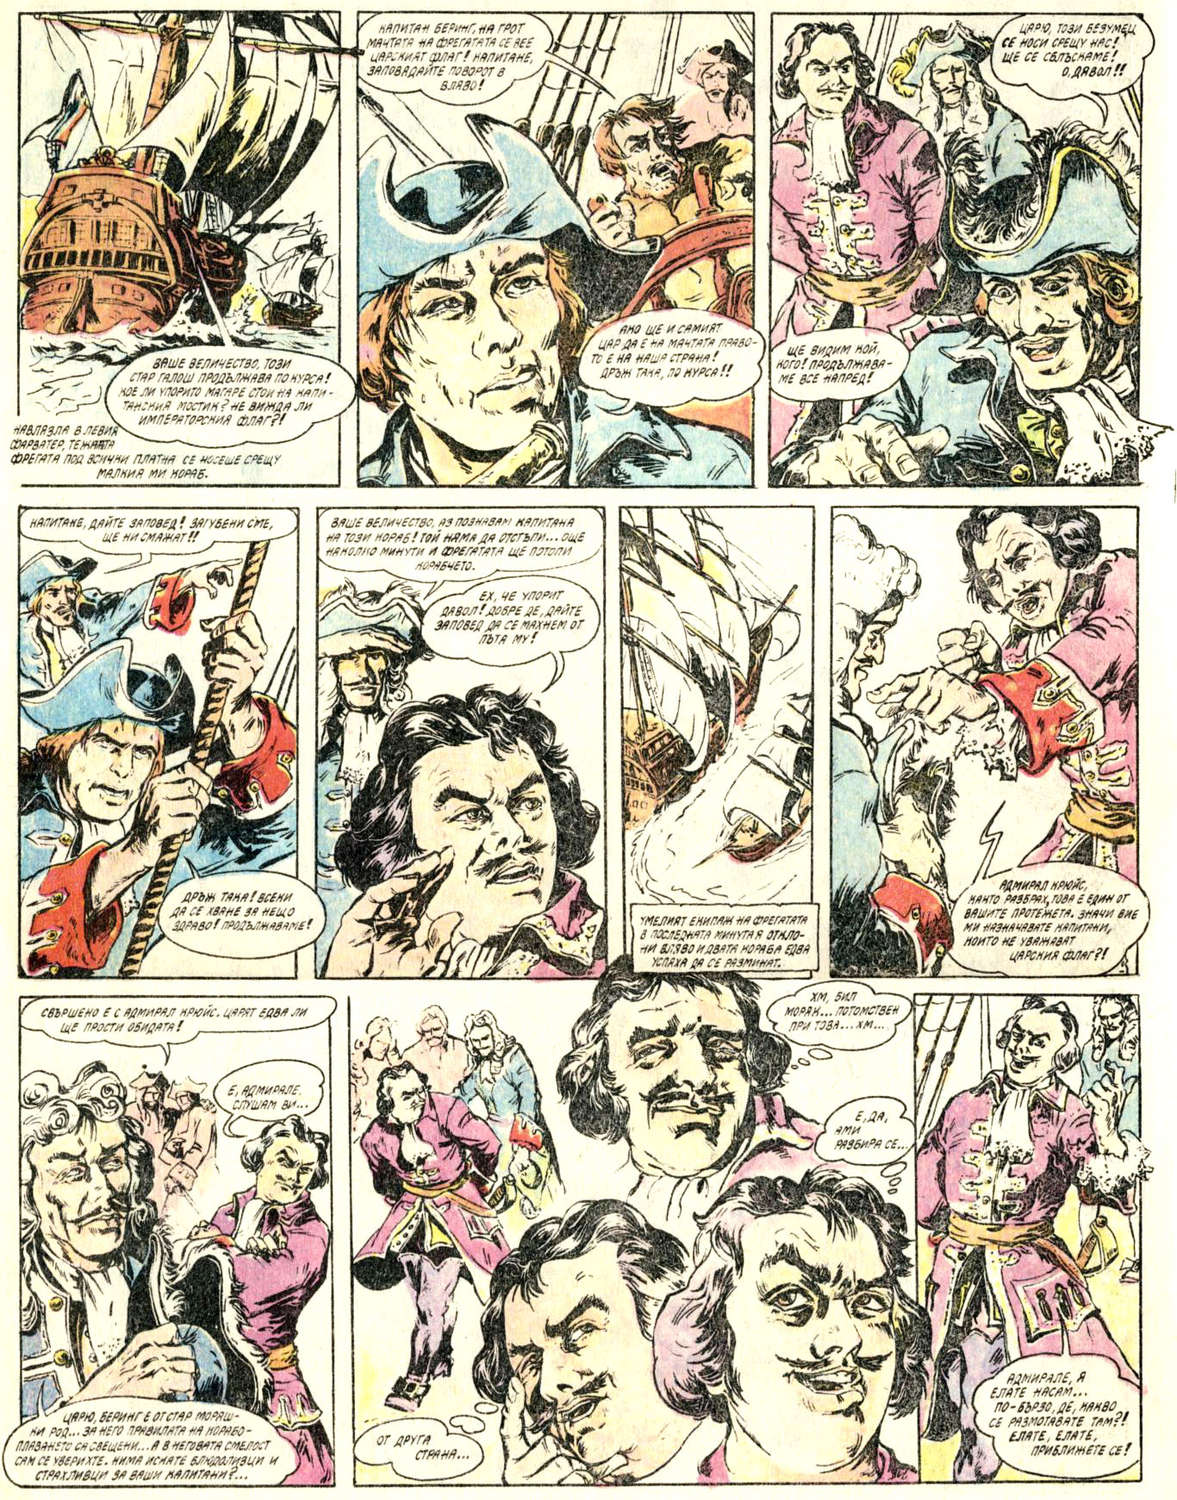 ВАШЕ ВЕЛИЧЕСТВО, ТОЗИ
СТАР ГАЛОШ ПРОДЪЛЖАВА ПО КУРСА!
КОЕ ЛИ УПОРИТО МАГАРЕ СТОИ НА КАПИ-
ТАНСКИЯ МОСТИК? НЕ ВИЖДА ЛИ
ИМПЕРАТОРСКИЯ ФЛАГ?!
НАВЛЯЗЛА В ЛЕВИЯ
ФАРВАТЕР, ТЕЖКАТА
ФРЕГАТА ПОД ВСИЧКИ ПЛАТНА СЕ НОСЕШЕ СРЕЩУ
МАЛКИЯ МИ КОРАБ.
КАПИТАН БЕРИНГ, НА ГРОТ
МАЧТАТА НА ФРЕГАТАТА СЕ ВЕЕ
ЦАРСКИЯТ ФЛАГ! КАПИТАНЕ,
ЗАПОВЯДАЙТЕ ПОВОРОТ В
ВЛЯВО!
АКО ЩЕ И САМИЯТ
ЦАР ДА Е НА МАЧТАТА ПРАВО-
ТО Е НА НАША СТРАНА!
ДРЪЖ ТАКА, ПО КУРСА!!
ЦАРЮ, ТОЗИ БЕЗУМЕЦ
СЕ НОСИ СРЕЩУ НАС!
ЩЕ СЕ СБЛЪСКАМЕ!
О, ДЯВОЛ!!
ЩЕ ВИДИМ КОЙ,
КОГО! ПРОДЪЛЖАВА-
МЕ ВСЕ НАПРЕД!
КАПИТАНЕ, ДАЙТЕ ЗАПОВЕД! ЗАГУБЕНИ СМЕ,
ЩЕ НИ СМАЖАТ!!
ДРЪЖ ТАКА! ВСЕКИ
ДА СЕ ХВАНЕ ЗА НЕЩО
ЗДРАВО! ПРОДЪЛЖАВАМЕ!
ВАШЕ ВЕЛИЧЕСТВО, АЗ ПОЗНАВАМ КАПИТАНА
НА ТОЗИ КОРАБ! ТОЙ НЯМА ДА ОТСТЪПИ... ОЩЕ
НЯКОЛКО МИНУТИ И ФРЕГАТАТА ЩЕ ПОТОПИ
КОРАБЧЕТО.
ЕХ, ЧЕ УПОРИТ
ДЯВОЛ! ДОБРЕ ДЕ, ДАЙТЕ
ЗАПОВЕД ДА СЕ МАХНЕМ ОТ
ПЪТЯ МУ!
УМЕЛИЯТ ЕКИПАЖ НА ФРЕГАТАТА
В ПОСЛЕДНАТА МИНУТА Я ОТКЛО-
НИ ВЛЯВО И ДВАТА КОРАБА ЕДВА
УСПЯХА ДА СЕ РАЗМИНАТ.
АДМИРАЛ КРЮЙС,
КАКТО РАЗБРАХ, ТОВА Е ЕДИН ОТ
ВАШИТЕ ПРОТЕЖЕТА. ЗНАЧИ ВИЕ
МИ НАЗНАЧАВАТЕ КАПИТАНИ,
КОИТО НЕ УВАЖАВАТ
ЦАРСКИЯ ФЛАГ?!
СВЪРШЕНО Е С АДМИРАЛ КРЮЙС. ЦАРЯТ ЕДВА ЛИ
ЩЕ ПРОСТИ ОБИДАТА!
Е, АДМИРАЛЕ,
СЛУШАМ ВИ...
ЦАРЮ, БЕРИНГ Е ОТ СТАР МОРЯШ-
КИ РОД... ЗА НЕГО ПРАВИЛАТА НА КОРАБО-
ПЛАВАНЕТО СА СВЕЩЕНИ... А В НЕГОВАТА СМЕЛОСТ
САМ СЕ УВЕРИХТЕ. НИМА ИСКАТЕ БЛЮДОЛИВЦИ И
СТРАХЛИВЦИ ЗА ВАШИ КАПИТАНИ?...
ХМ, БИЛ
МОРЯК... ПОТОМСТВЕН
ПРИ ТОВА... ХМ...
Е, ДА,
АМИ
РАЗБИРА СЕ...
ОТ ДРУГА
СТРАНА...
АДМИРАЛЕ, Я
ЕЛАТЕ НАСАМ...
ПО-БЪРЗО, ДЕ, КАКВО
СЕ РАЗМОТАВАТЕ ТАМ?!
ЕЛАТЕ, ЕЛАТЕ,
ПРИБЛИЖЕТЕ СЕ!